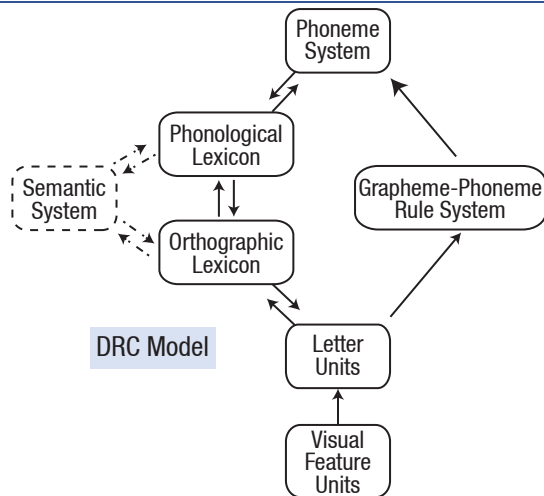 Phoneme
System
Phonological
Lexicon
Semantic
System
Grapheme-Phoneme
Rule System
Orthographic
Lexicon
DRC Model
Letter
Units
Visual
Feature
Units